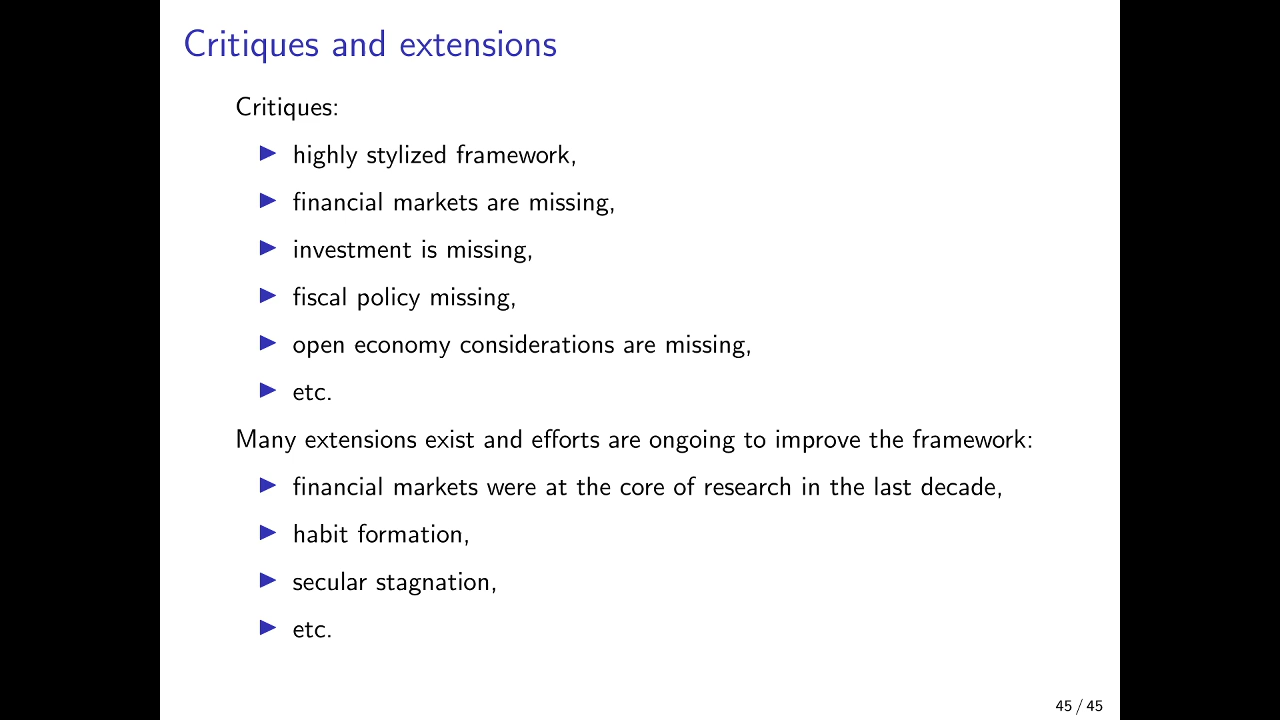 Critiques and extensions
Critiques:
▶ highly stylized framework,
▶ financial markets are missing,
▶ investment is missing,
▶ fiscal policy missing,
▶ open economy considerations are missing,
▶ etc.
Many extensions exist and efforts are ongoing to improve the framework:
▶ financial markets were at the core of research in the last decade,
▶ habit formation,
▶ secular stagnation,
▶ etc.
45 / 45